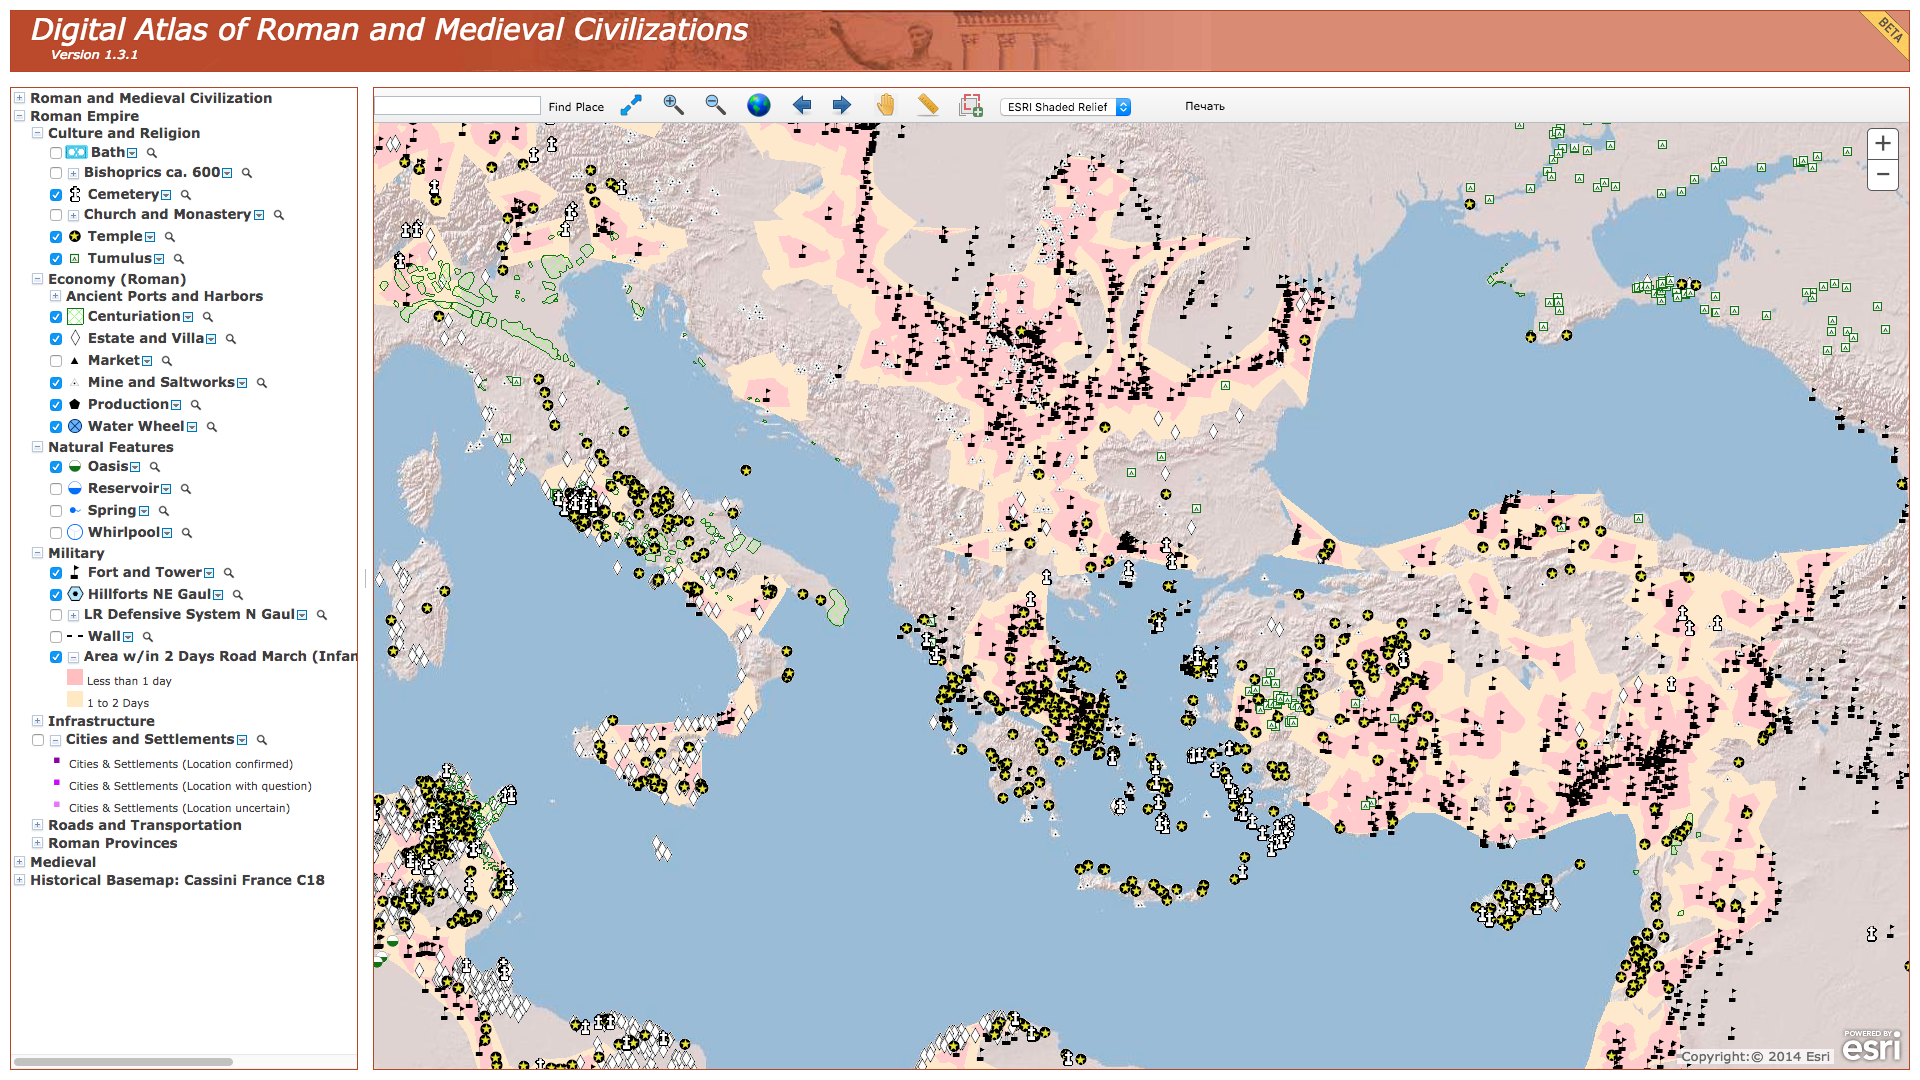 Digital Atlas of Roman and Medieval Civilizations
Version 1.3.1
BETA
Find Place
ESRI Shaded Relief
Печать
Roman and Medieval Civilization
Roman Empire
Culture and Religion
Bath
Bishoprics ca. 600
Cemetery
Church and Monastery
Temple
Tumulus
Economy (Roman)
Ancient Ports and Harbors
Centuriation
Estate and Villa
Market
Mine and Saltworks
Production
Water Wheel
Natural Features
Oasis
Reservoir
Spring
Whirlpool
Military
Fort and Tower
Hillforts NE Gaul
LR Defensive System N Gaul
Wall
Area w/in 2 Days Road March (Infan
Less than 1 day
1 to 2 Days
Infrastructure
Cities and Settlements
Cities & Settlements (Location confirmed)
Cities & Settlements (Location with question)
Cities & Settlements (Location uncertain)
Roads and Transportation
Roman Provinces
Medieval
Historical Basemap: Cassini France C18
+
−
POWERED BY
esri
Copyright:© 2014 Esri